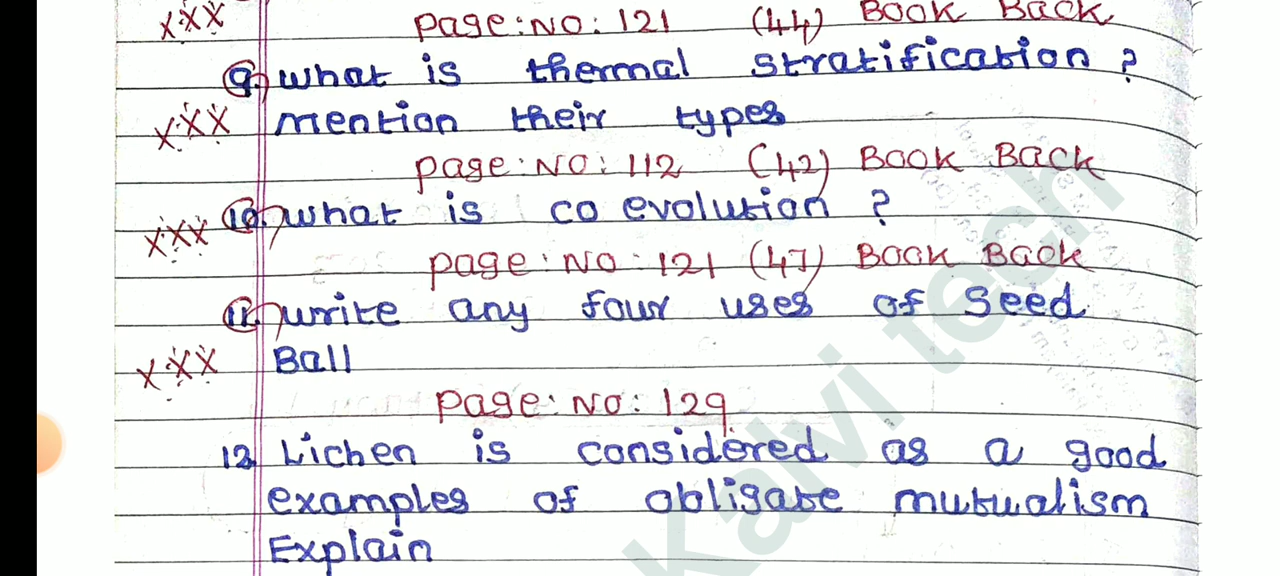 xxx page:No: 121 (44) Book Back
9) what is thermal stratification?
xxx mention their types
page:No: 112 (42) Book Back
xxx 10) what is co evolution?
page:No:121 (47) Book Back
11) write any four uses of seed
xxx Ball
page:No: 129
12. Lichen is considered as a good
examples of obligate mutualism
Explain
Kalvi tech